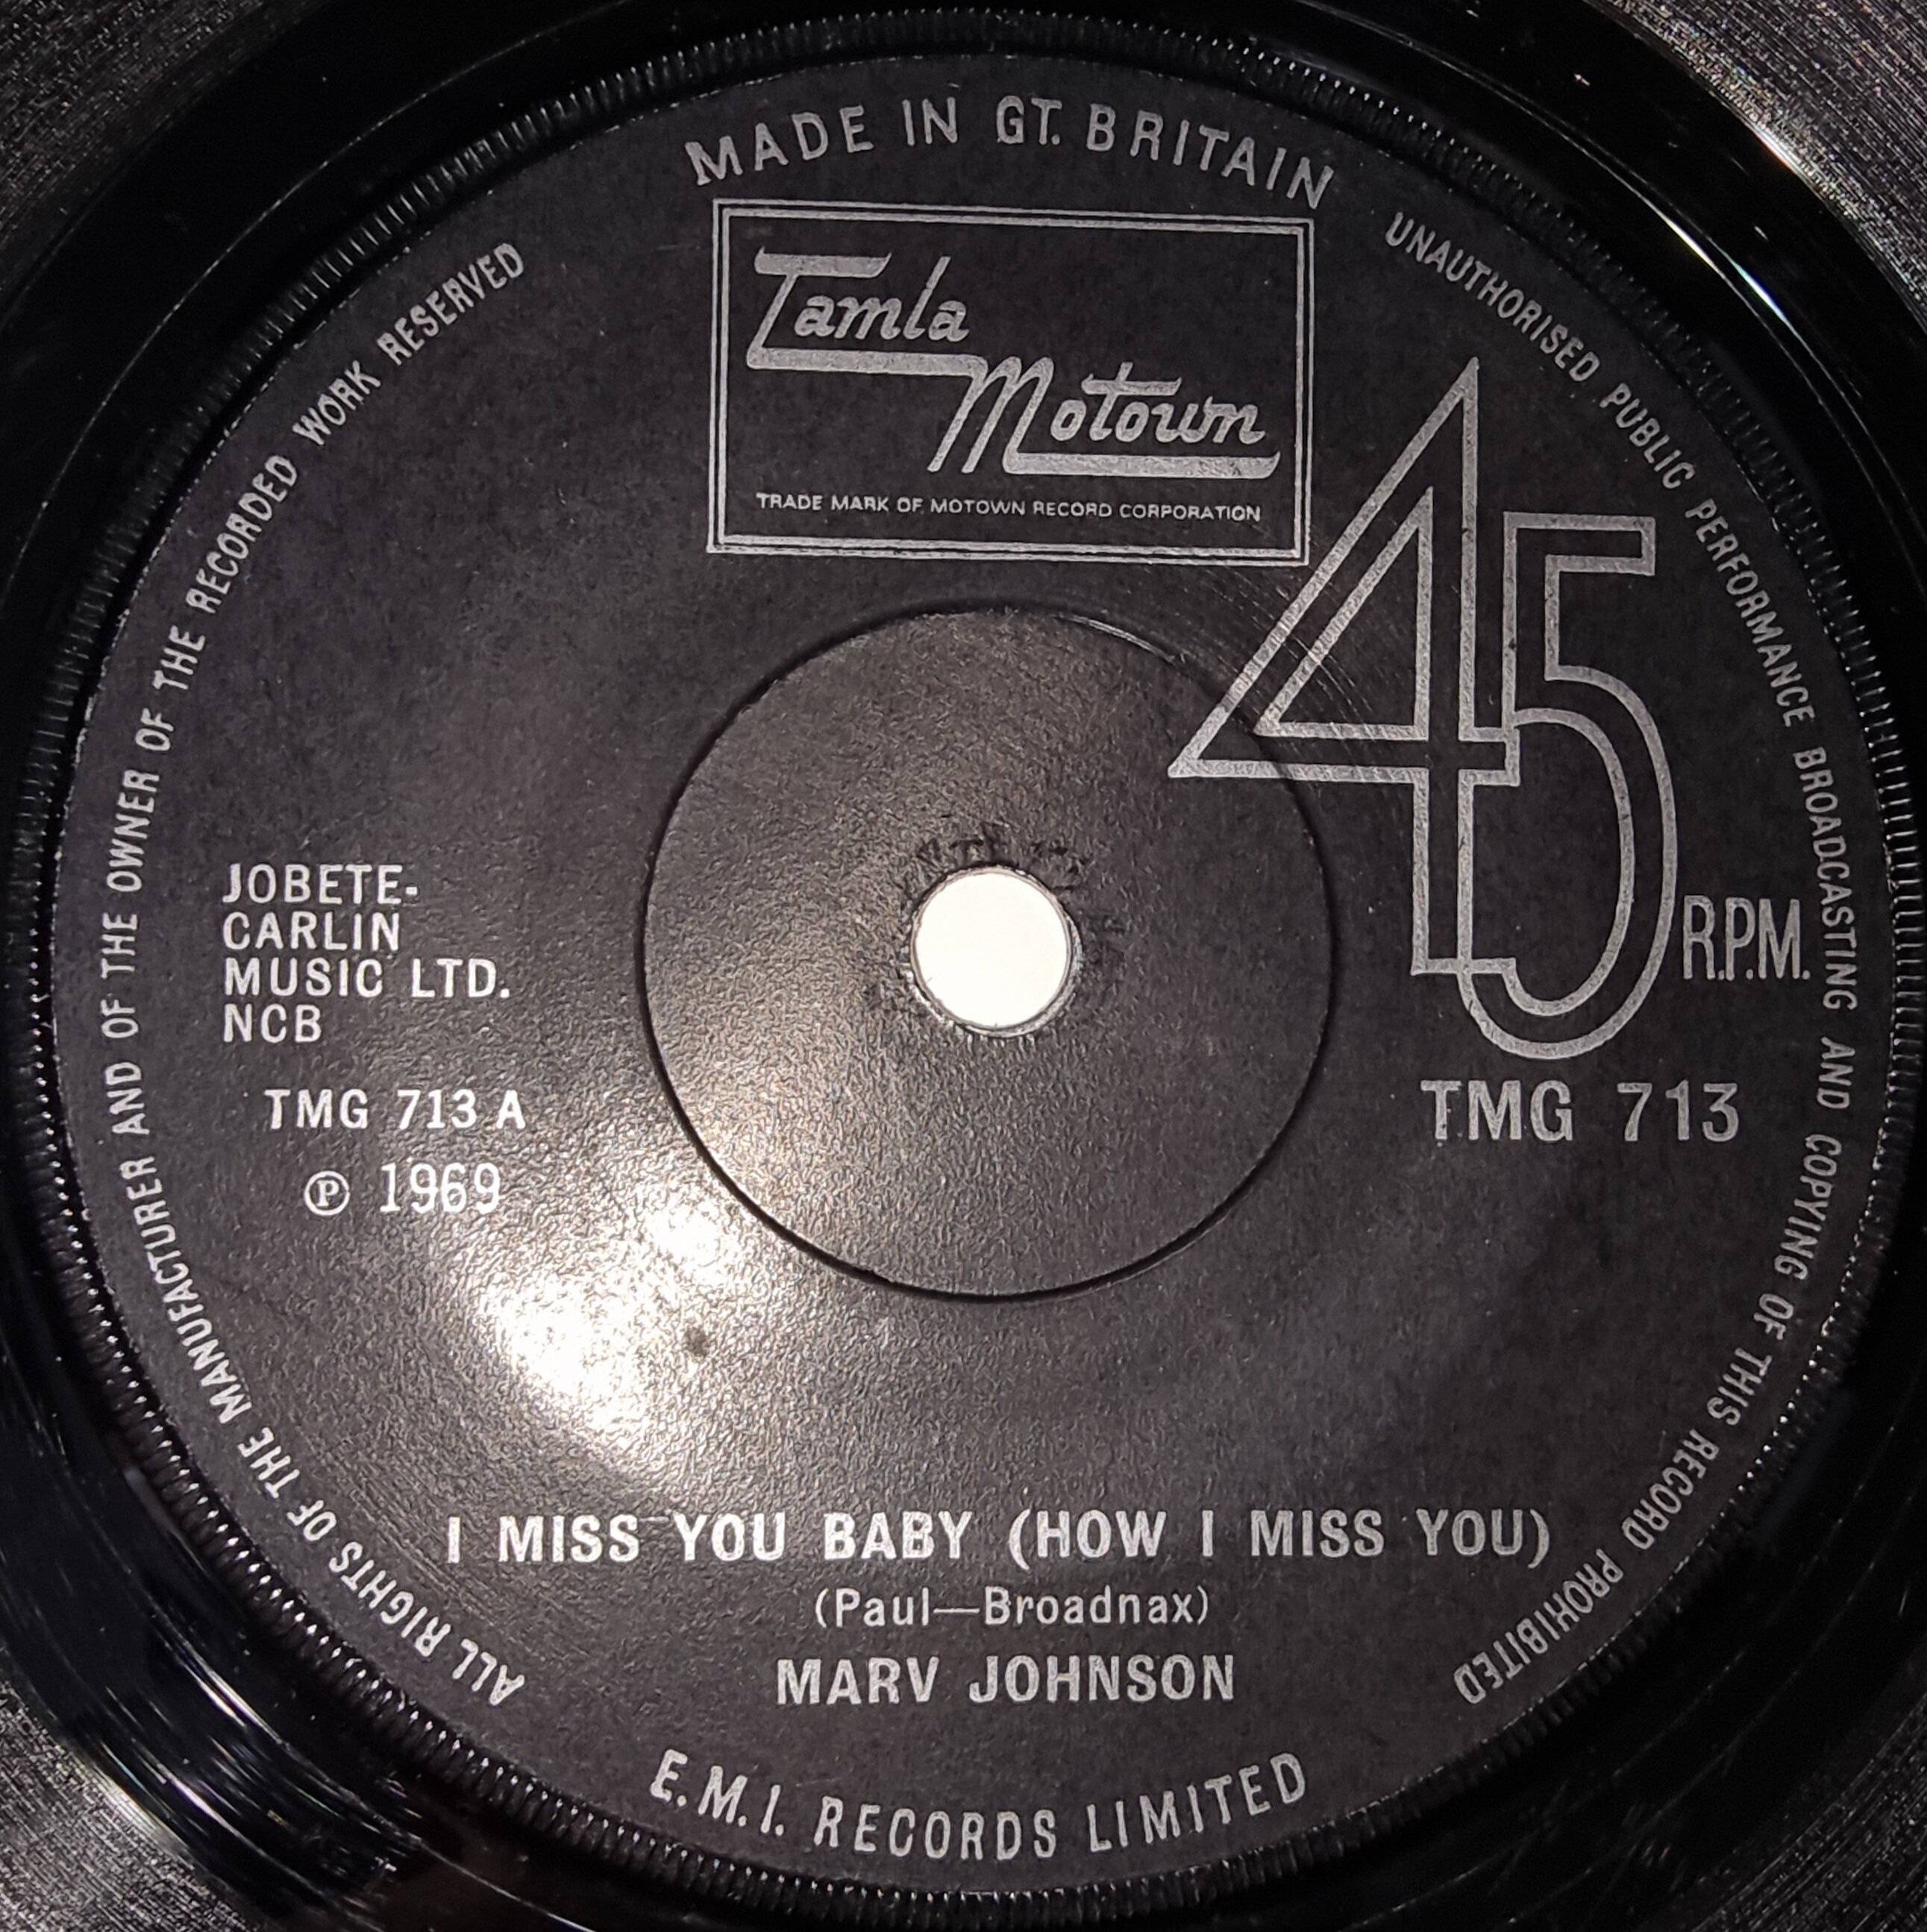 MADE IN GT. BRITAIN
UNAUTHORISED PUBLIC PERFORMANCE BROADCASTING AND COPYING OF THIS RECORD PROHIBITED
ALL RIGHTS OF THE MANUFACTURER AND OF THE OWNER OF THE RECORDED WORK RESERVED
Tamla
Motown
TRADE MARK OF MOTOWN RECORD CORPORATION
45
R.P.M.
TMG 713
JOBETE-
CARLIN
MUSIC LTD.
NCB
TMG 713 A
Ⓟ 1969
I MISS YOU BABY (HOW I MISS YOU)
(Paul—Broadnax)
MARV JOHNSON
E.M.I. RECORDS LIMITED